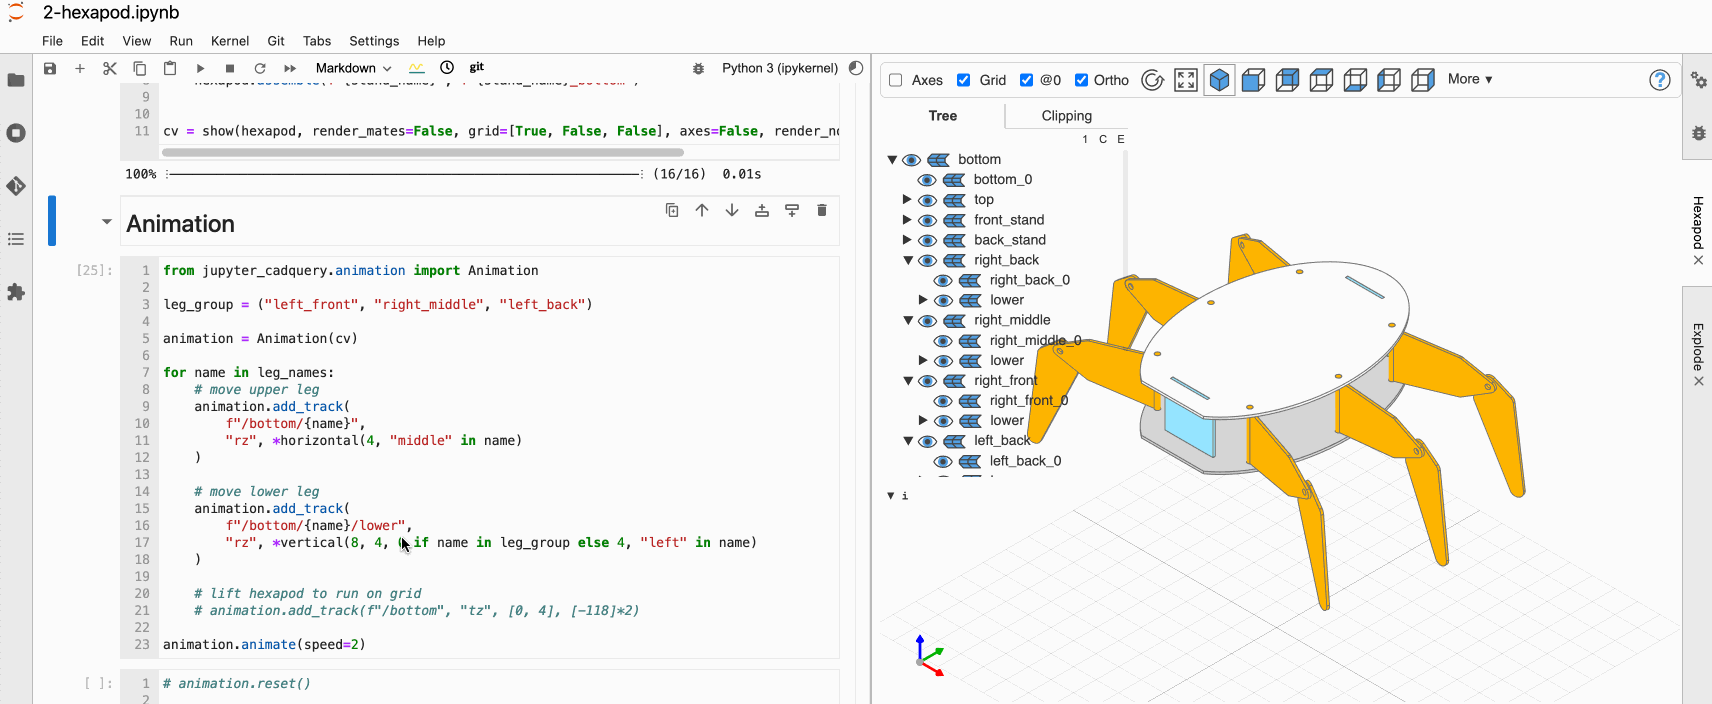 2-hexapod.ipynb
File Edit View Run Kernel Git Tabs Settings Help
Markdown git Python 3 (ipykernel)
9
10
11 cv = show(hexapod, render_mates=False, grid=[True, False, False], axes=False,
100% (16/16) 0.01s
Animation
[25]:
1 from jupyter_cadquery.animation import Animation
2
3 leg_group = ("left_front", "right_middle", "left_back")
4
5 animation = Animation(cv)
6
7 for name in leg_names:
8 # move upper leg
9 animation.add_track(
10 f"/bottom/{name}",
11 "rz", *horizontal(4, "middle" in name)
12 )
13
14 # move lower leg
15 animation.add_track(
16 f"/bottom/{name}/lower",
17 "rz", *vertical(8, 4, if name in leg_group else 4, "left" in name)
18 )
19
20 # lift hexapod to run on grid
21 # animation.add_track(f"/bottom", "tz", [0, 4], [-118]*2)
22
23 animation.animate(speed=2)
[ ]:
1 # animation.reset()
2
Axes Grid @0 Ortho More ?
Tree Clipping
1 C E
bottom
bottom_0
top
front_stand
back_stand
right_back
right_back_0
lower
right_middle
right_middle_0
lower
right_front
right_front_0
lower
left_back
left_back_0
i
Hexapod
Explode